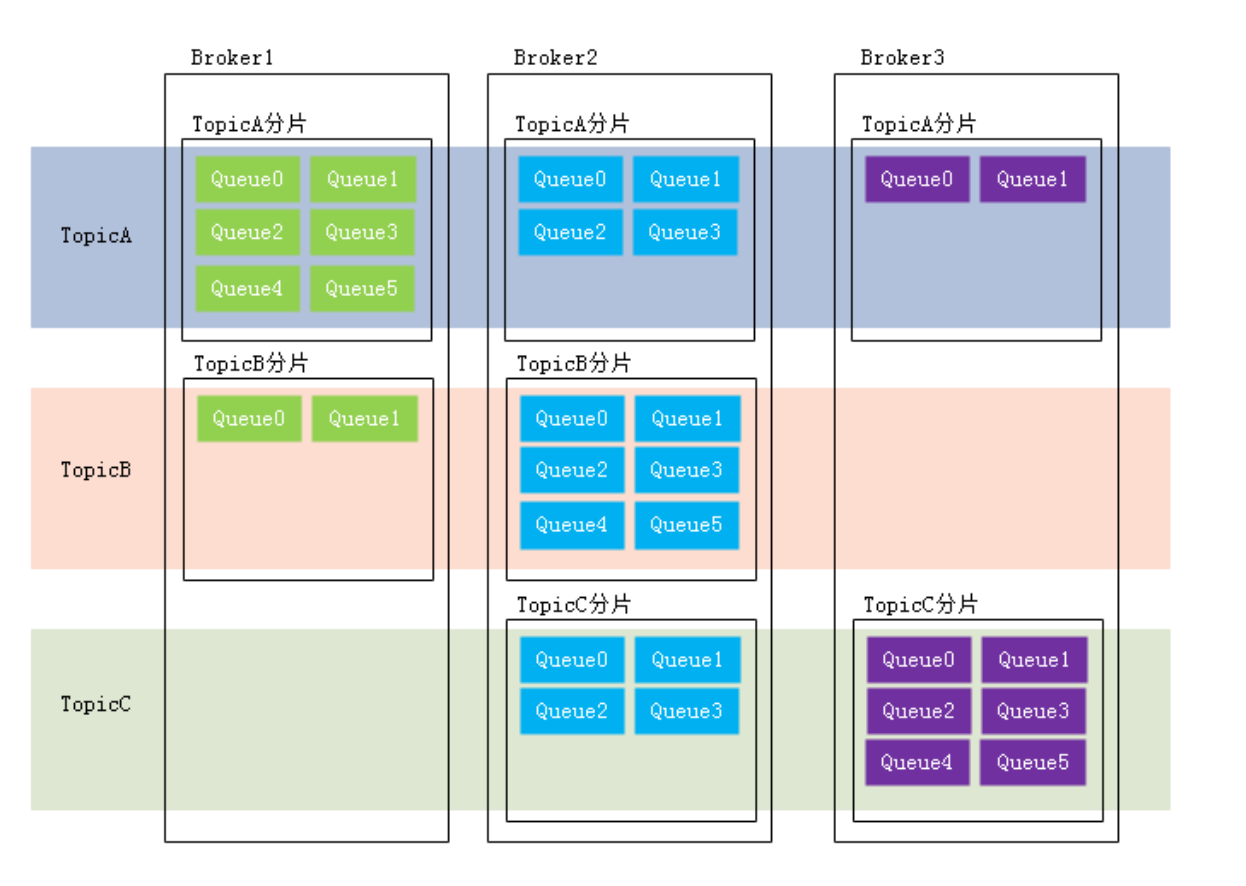 Broker1 Broker2 Broker3
TopicA分片 TopicA分片 TopicA分片
Queue0 Queue1 Queue0 Queue1 Queue0 Queue1
TopicA Queue2 Queue3 Queue2 Queue3
Queue4 Queue5
TopicB分片 TopicB分片
Queue0 Queue1 Queue0 Queue1
TopicB Queue2 Queue3
Queue4 Queue5
TopicC分片 TopicC分片
Queue0 Queue1 Queue0 Queue1
TopicC Queue2 Queue3 Queue2 Queue3
Queue4 Queue5